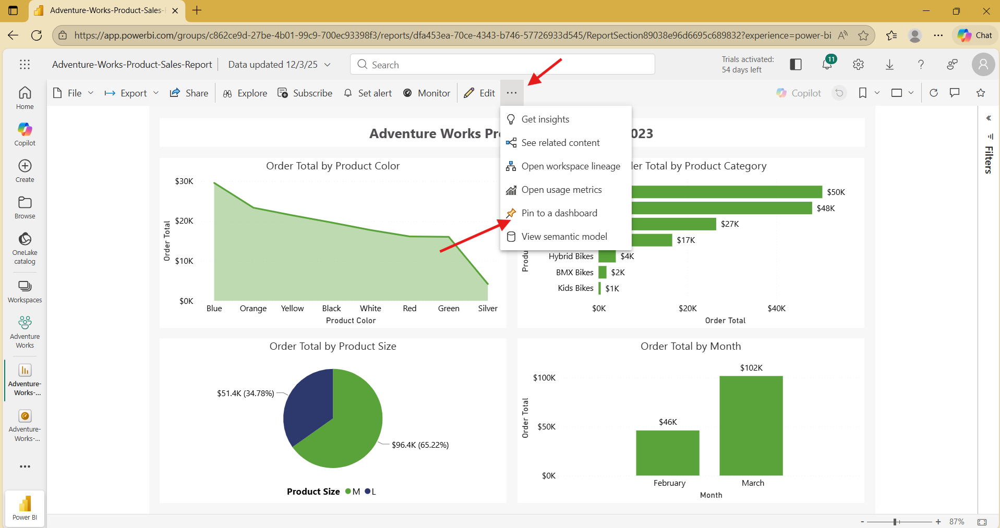 Adventure-Works-Product-Sales-
https://app.powerbi.com/groups/c862ce9d-27be-4b01-99c9-700ec93398f3/reports/dfa453ea-70ce-4343-b746-57726933d545/ReportSection89038e96d6695c689832?experience=power-bi
Chat
Adventure-Works-Product-Sales-Report
Data updated 12/3/25
Search
Trials activated:
54 days left
11
File
Export
Share
Explore
Subscribe
Set alert
Monitor
Edit
Copilot
Home
Copilot
Create
Browse
OneLake
catalog
Workspaces
Adventure
Works
Adventure-
Works-...
Adventure-
Works-...
Power BI
Get insights
See related content
Open workspace lineage
Open usage metrics
Pin to a dashboard
View semantic model
Filters
Adventure Works Pr
023
Order Total by Product Color
$30K
$20K
$10K
$0K
Order Total
Blue
Orange
Yellow
Black
White
Red
Green
Silver
Product Color
der Total by Product Category
$50K
$48K
$27K
$17K
Hybrid Bikes
$4K
BMX Bikes
$2K
Kids Bikes
$1K
Produ
$0K
$20K
$40K
Order Total
Order Total by Product Size
$51.4K (34.78%)
$96.4K (65.22%)
Product Size
M
L
Order Total by Month
$100K
$50K
$0K
Order Total
$46K
$102K
February
March
Month
- + 87%